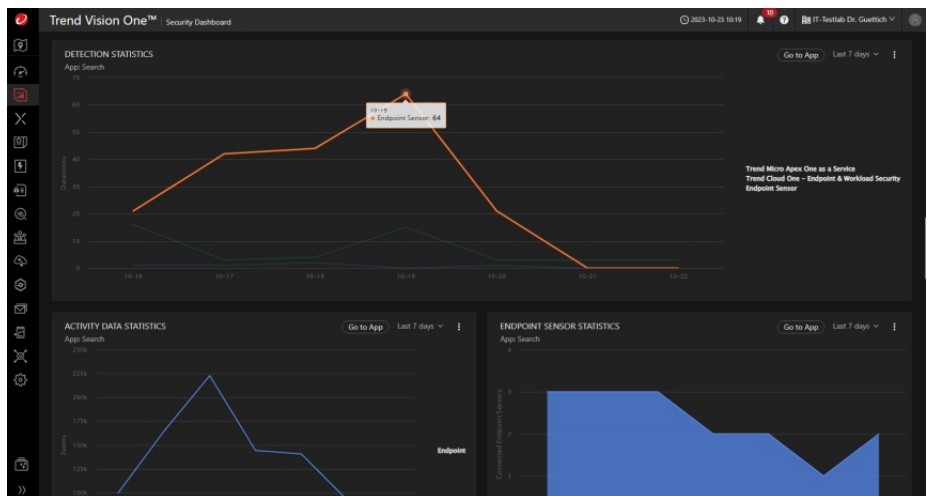 Trend Vision One™ Security Dashboard
2023-10-23 10:19
10
IT-Testlab Dr. Guettich
DETECTION STATISTICS
App: Search
Go to App
Last 7 days
70
60
50
40
30
20
10
0
Detections
10-19
Endpoint Sensor: 64
10-16 10-17 10-18 10-19 10-20 10-21 10-22
Trend Micro Apex One as a Service
Trend Cloud One – Endpoint & Workload Security
Endpoint Sensor
ACTIVITY DATA STATISTICS
App: Search
Go to App
Last 7 days
250k
225k
200k
175k
150k
125k
Events
Endpoint
ENDPOINT SENSOR STATISTICS
App: Search
Go to App
Last 7 days
4
3
2
1
Connected Endpoint Sensors